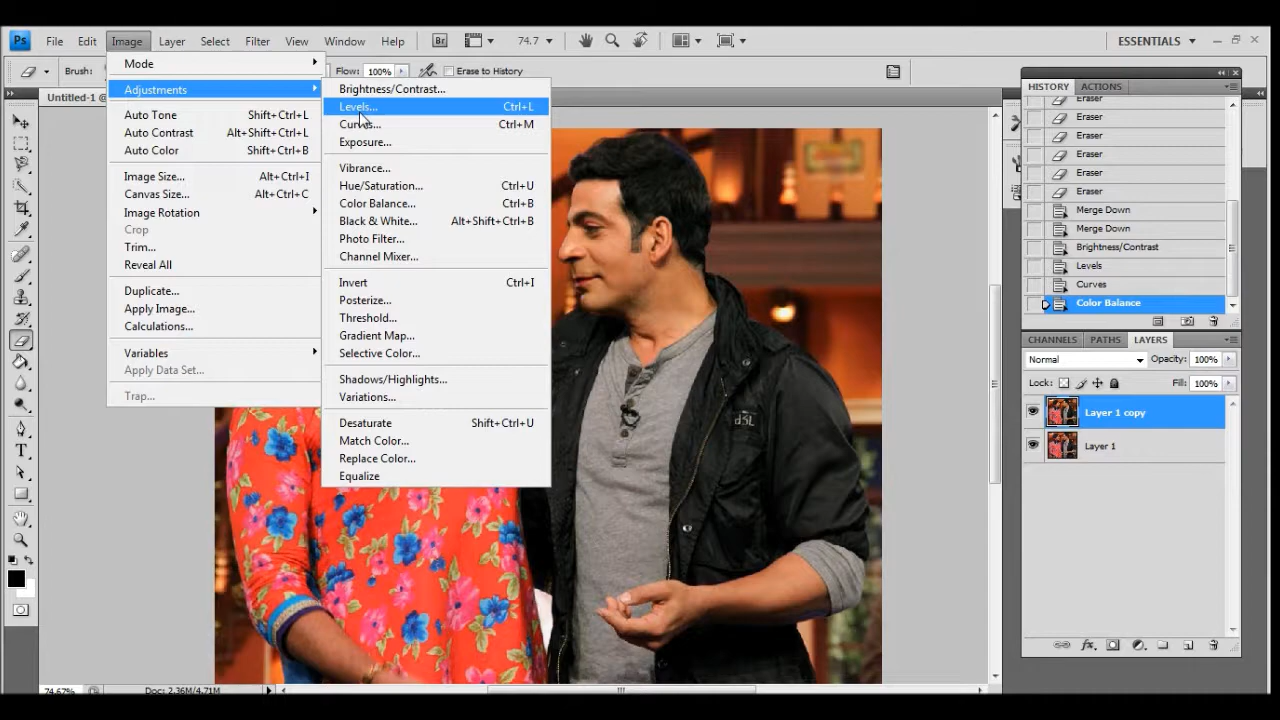 Ps File Edit Image Layer Select Filter View Window Help Br 74.7 ESSENTIALS
Brush: Flow: 100% Erase to History
Untitled-1 @
Mode
Adjustments
Auto Tone Shift+Ctrl+L
Auto Contrast Alt+Shift+Ctrl+L
Auto Color Shift+Ctrl+B
Image Size... Alt+Ctrl+I
Canvas Size... Alt+Ctrl+C
Image Rotation
Crop
Trim...
Reveal All
Duplicate...
Apply Image...
Calculations...
Variables
Apply Data Set...
Trap...
Brightness/Contrast...
Levels... Ctrl+L
Curves... Ctrl+M
Exposure...
Vibrance...
Hue/Saturation... Ctrl+U
Color Balance... Ctrl+B
Black & White... Alt+Shift+Ctrl+B
Photo Filter...
Channel Mixer...
Invert Ctrl+I
Posterize...
Threshold...
Gradient Map...
Selective Color...
Shadows/Highlights...
Variations...
Desaturate Shift+Ctrl+U
Match Color...
Replace Color...
Equalize
HISTORY ACTIONS
Eraser
Eraser
Eraser
Eraser
Eraser
Eraser
Merge Down
Merge Down
Brightness/Contrast
Levels
Curves
Color Balance
CHANNELS PATHS LAYERS
Normal Opacity: 100%
Lock: Fill: 100%
Layer 1 copy
Layer 1
74.67% Doc: 2.36M/4.71M